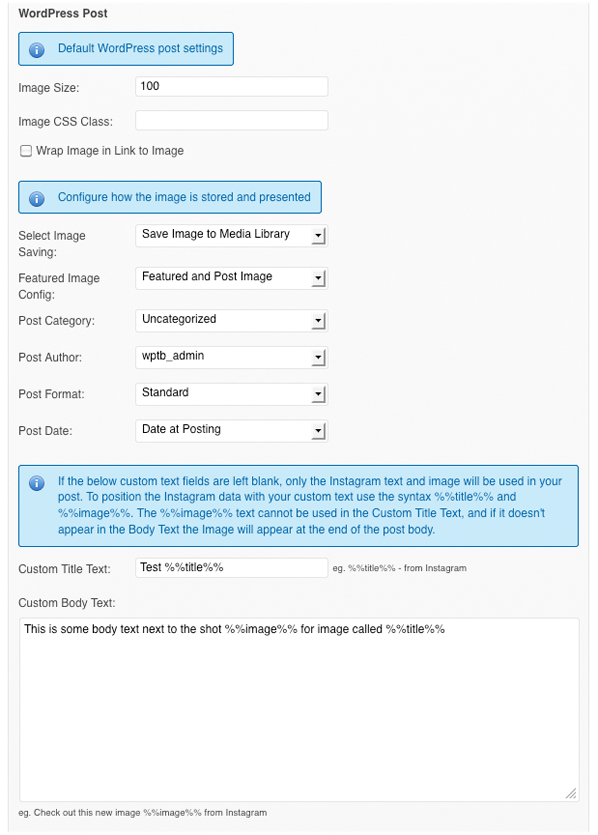 WordPress Post
Default WordPress post settings
Image Size: 100
Image CSS Class:
Wrap Image in Link to Image
Configure how the image is stored and presented
Select Image Saving: Save Image to Media Library
Featured Image Config: Featured and Post Image
Post Category: Uncategorized
Post Author: wptb_admin
Post Format: Standard
Post Date: Date at Posting
If the below custom text fields are left blank, only the Instagram text and image will be used in your
post. To position the Instagram data with your custom text use the syntax %%title%% and
%%image%%. The %%image%% text cannot be used in the Custom Title Text, and if it doesn't
appear in the Body Text the Image will appear at the end of the post body.
Custom Title Text: Test %%title%% eg. %%title%% - from Instagram
Custom Body Text:
This is some body text next to the shot %%image%% for image called %%title%%
eg. Check out this new image %%image%% from Instagram